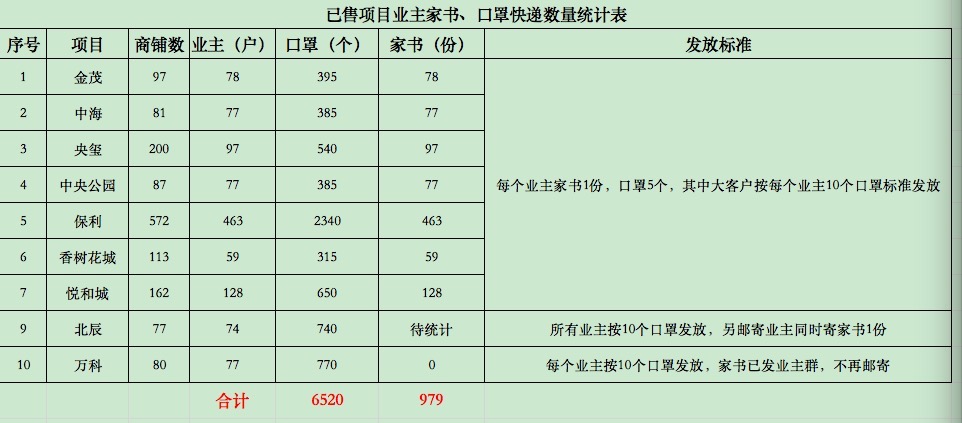 已售项目业主家书、口罩快递数量统计表
序号 项目 商铺数 业主（户） 口罩（个） 家书（份） 发放标准
1 金茂 97 78 395 78
2 中海 81 77 385 77
3 央玺 200 97 540 97
4 中央公园 87 77 385 77 每个业主家书1份，口罩5个，其中大客户按每个业主10个口罩标准发放
5 保利 572 463 2340 463
6 香树花城 113 59 315 59
7 悦和城 162 128 650 128
9 北辰 77 74 740 待统计 所有业主按10个口罩发放，另邮寄业主同时寄家书1份
10 万科 80 77 770 0 每个业主按10个口罩发放，家书已发业主群，不再邮寄
合计 6520 979